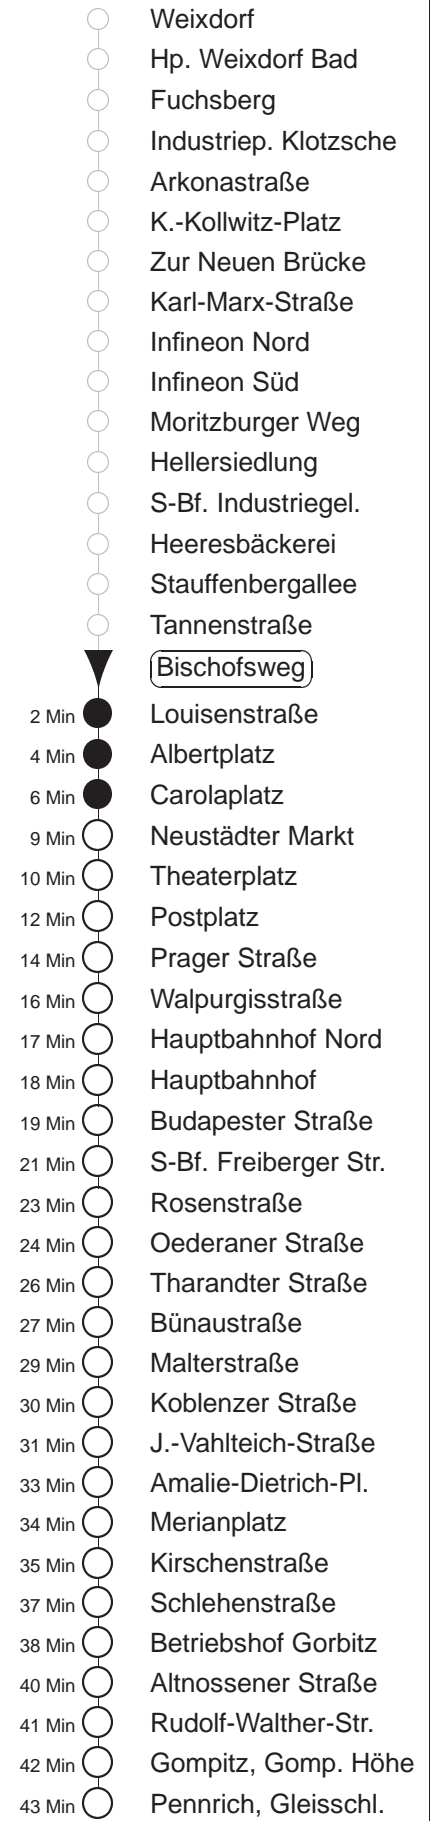 Weixdorf
Hp. Weixdorf Bad
Fuchsberg
Industriep. Klotzsche
Arkonastraße
K.-Kollwitz-Platz
Zur Neuen Brücke
Karl-Marx-Straße
Infineon Nord
Infineon Süd
Moritzburger Weg
Hellersiedlung
S-Bf. Industriegel.
Heeresbäckerei
Stauffenbergallee
Tannenstraße
Bischofsweg
2 Min Louisenstraße
4 Min Albertplatz
6 Min Carolaplatz
9 Min Neustädter Markt
10 Min Theaterplatz
12 Min Postplatz
14 Min Prager Straße
16 Min Walpurgisstraße
17 Min Hauptbahnhof Nord
18 Min Hauptbahnhof
19 Min Budapester Straße
21 Min S-Bf. Freiberger Str.
23 Min Rosenstraße
24 Min Oederaner Straße
26 Min Tharandter Straße
27 Min Bünaustraße
29 Min Malterstraße
30 Min Koblenzer Straße
31 Min J.-Vahlteich-Straße
33 Min Amalie-Dietrich-Pl.
34 Min Merianplatz
35 Min Kirschenstraße
37 Min Schlehenstraße
38 Min Betriebshof Gorbitz
40 Min Altnossener Straße
41 Min Rudolf-Walther-Str.
42 Min Gompitz, Gomp. Höhe
43 Min Pennrich, Gleisschl.